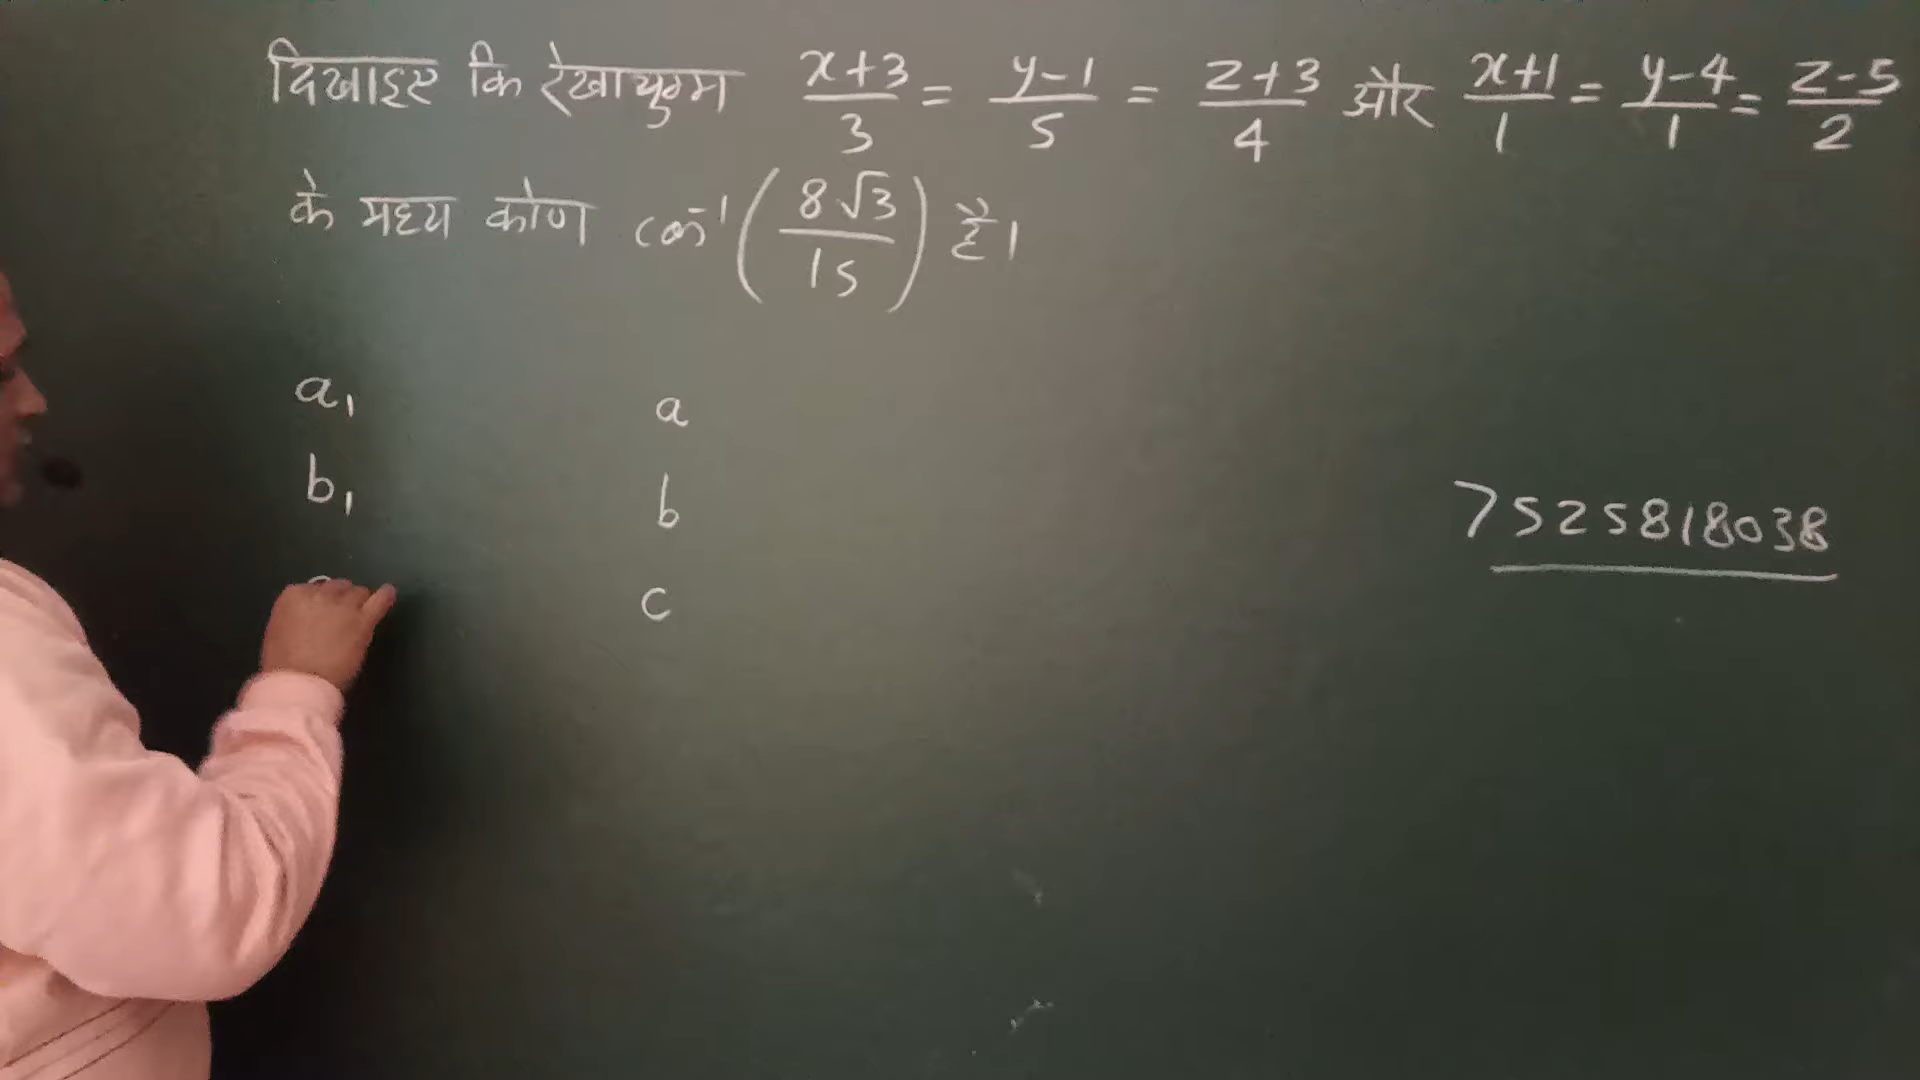 दिखाइए कि रेखायुग्म x+3/3 = y-1/5 = z+3/4 और x+1/1 = y-4/1 = z-5/2
के मध्य कोण cos⁻¹(8√3/15) है।
a₁ a
b₁ b
c
7525818038